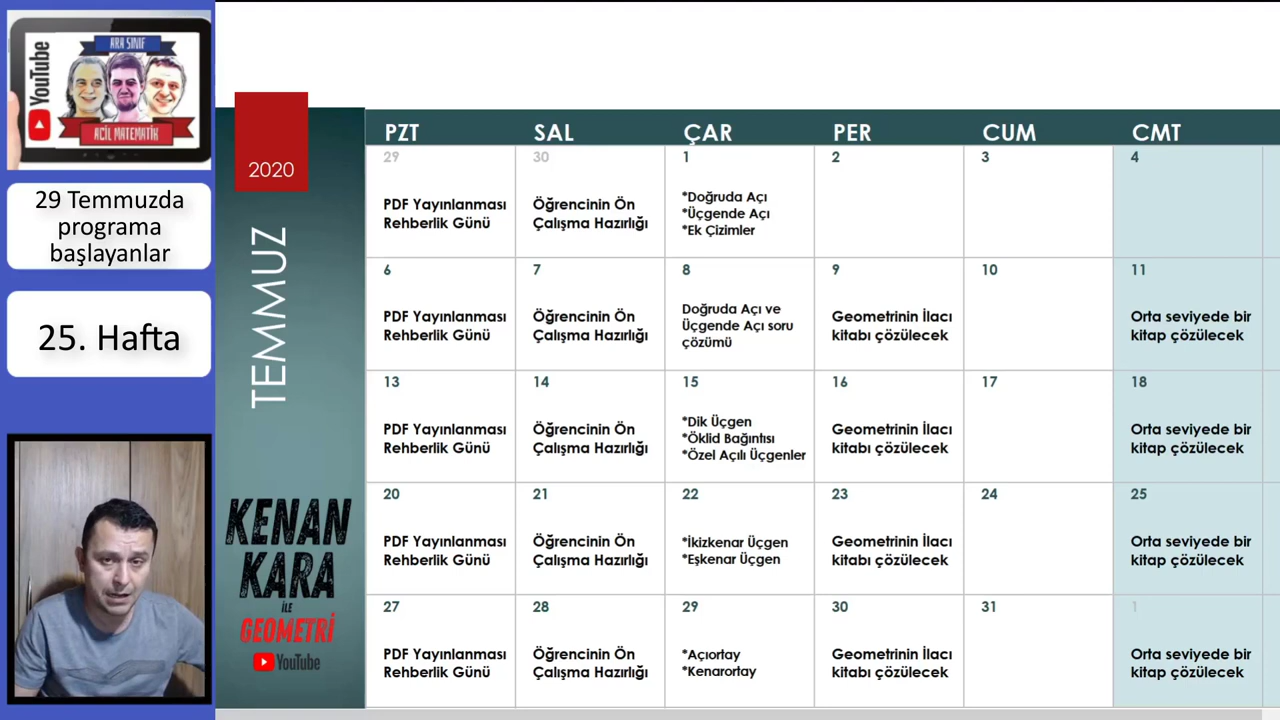 YouTube
ARA SINIF
ACİL MATEMATİK
29 Temmuzda
programa
başlayanlar
25. Hafta
2020
TEMMUZ
KENAN
KARA
İLE
GEOMETRİ
YouTube
PZT SAL ÇAR PER CUM CMT
29 30 1 2 3 4
PDF Yayınlanması
Rehberlik Günü
Öğrencinin Ön
Çalışma Hazırlığı
*Doğruda Açı
*Üçgende Açı
*Ek Çizimler
6 7 8 9 10 11
PDF Yayınlanması
Rehberlik Günü
Öğrencinin Ön
Çalışma Hazırlığı
Doğruda Açı ve
Üçgende Açı soru
çözümü
Geometrinin İlacı
kitabı çözülecek
Orta seviyede bir
kitap çözülecek
13 14 15 16 17 18
PDF Yayınlanması
Rehberlik Günü
Öğrencinin Ön
Çalışma Hazırlığı
*Dik Üçgen
*Öklid Bağıntısı
*Özel Açılı Üçgenler
Geometrinin İlacı
kitabı çözülecek
Orta seviyede bir
kitap çözülecek
20 21 22 23 24 25
PDF Yayınlanması
Rehberlik Günü
Öğrencinin Ön
Çalışma Hazırlığı
*İkizkenar Üçgen
*Eşkenar Üçgen
Geometrinin İlacı
kitabı çözülecek
Orta seviyede bir
kitap çözülecek
27 28 29 30 31 1
PDF Yayınlanması
Rehberlik Günü
Öğrencinin Ön
Çalışma Hazırlığı
*Açıortay
*Kenarortay
Geometrinin İlacı
kitabı çözülecek
Orta seviyede bir
kitap çözülecek